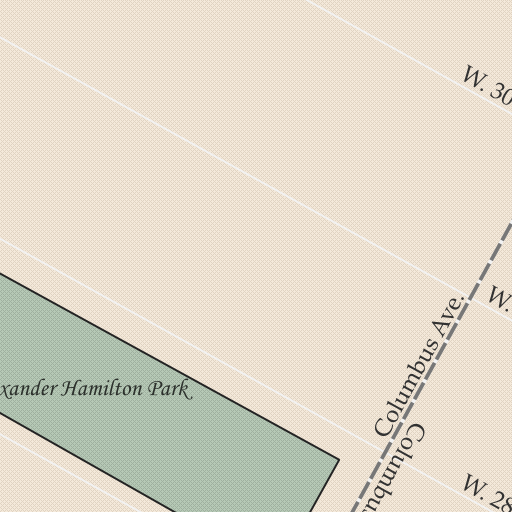 W. 30
W.
Columbus Ave.
Columbu
xander Hamilton Park
W. 28